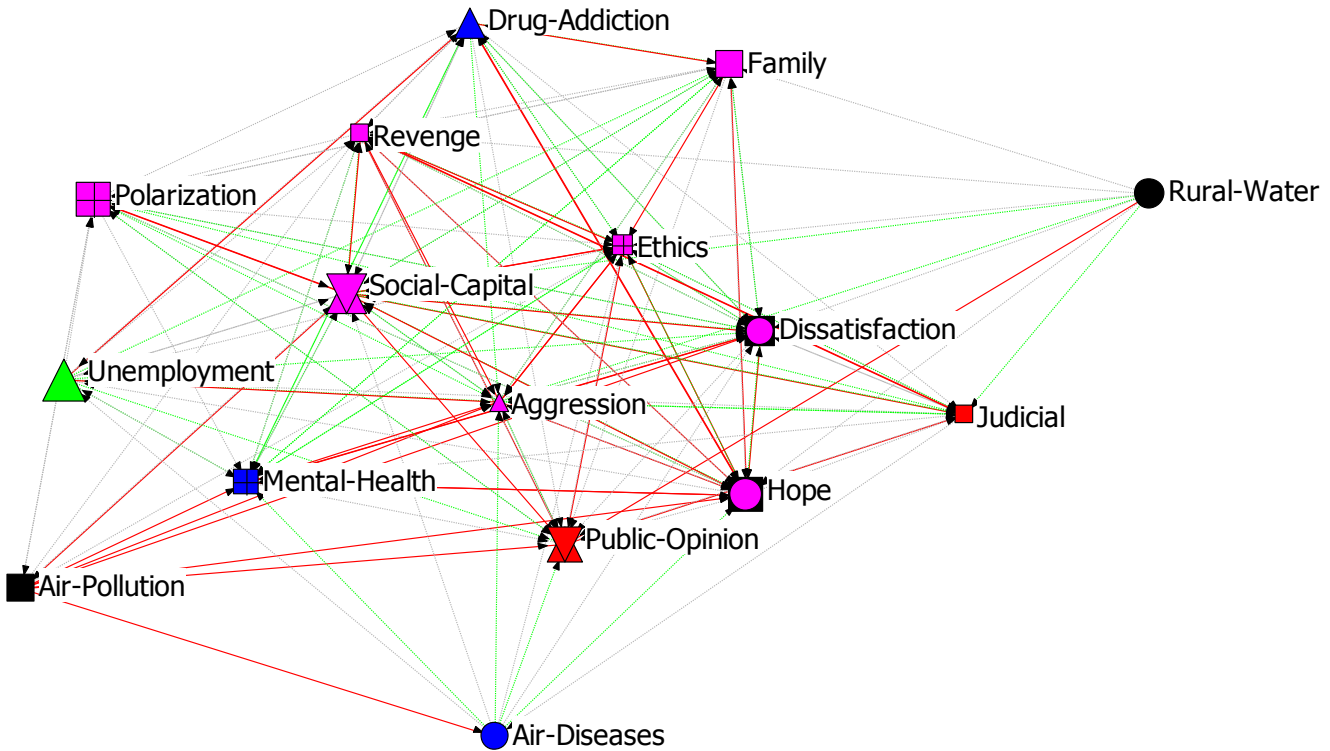 Drug-Addiction
Family
Revenge
Polarization
Rural-Water
Ethics
Social-Capital
Dissatisfaction
Unemployment
Aggression
Judicial
Mental-Health
Hope
Public-Opinion
Air-Pollution
Air-Diseases